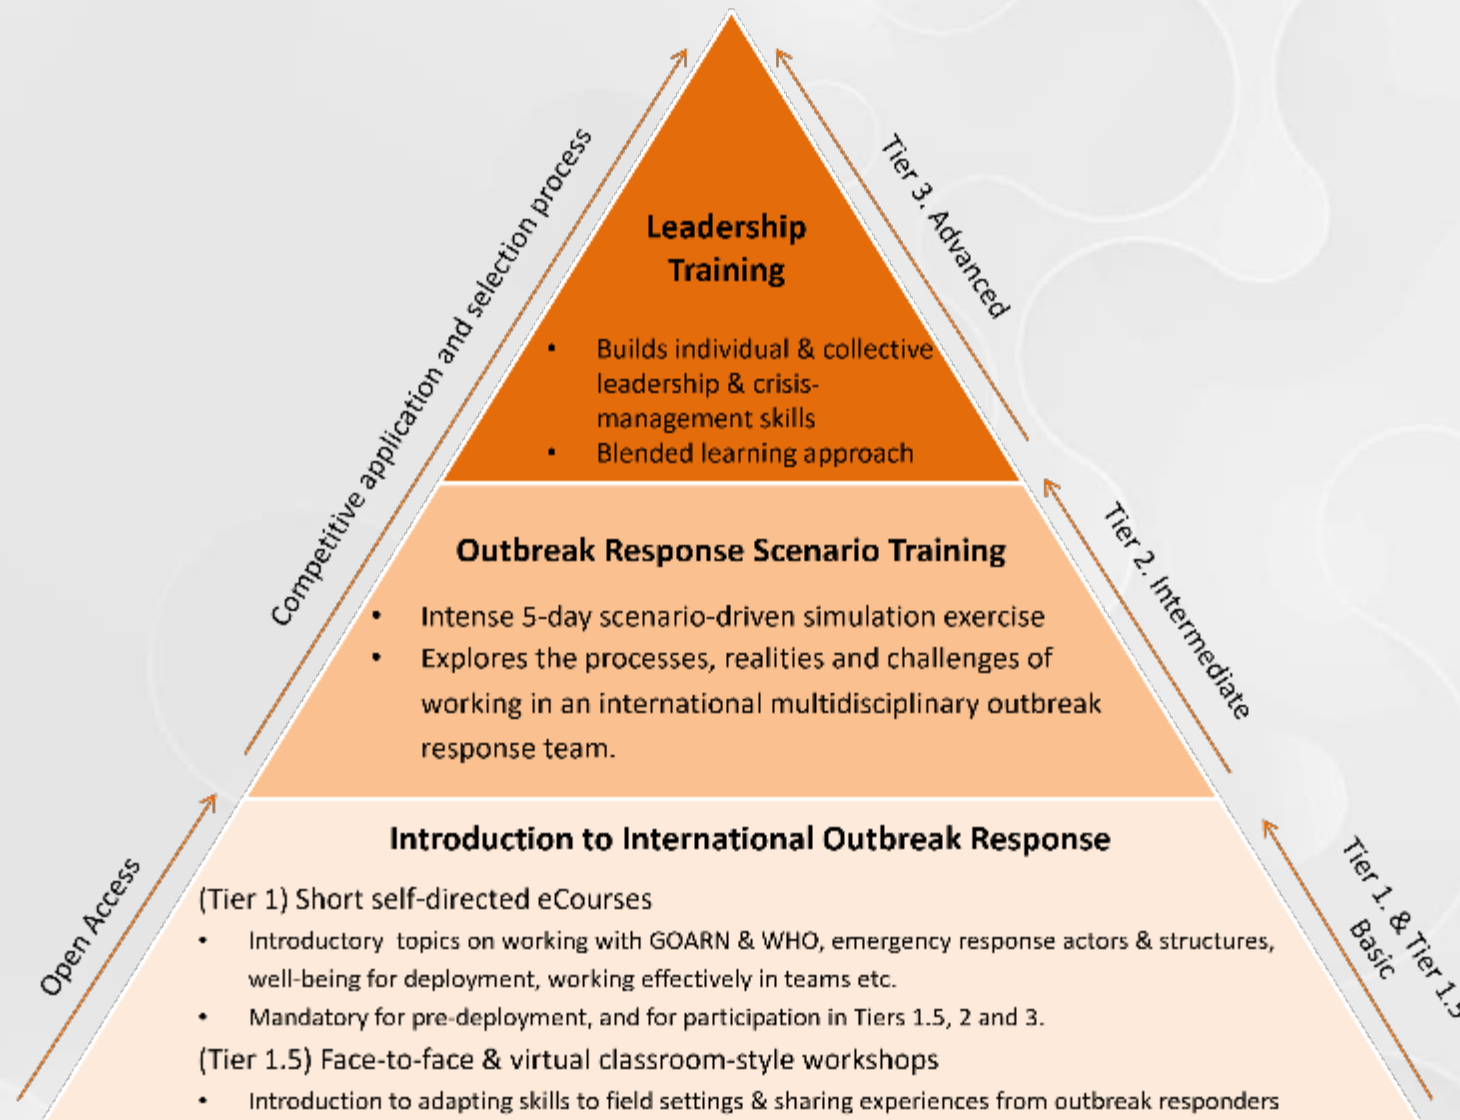 Leadership
Training
• Builds individual & collective
leadership & crisis-
management skills
• Blended learning approach
Competitive application and selection process
Tier 3. Advanced
Outbreak Response Scenario Training
• Intense 5-day scenario-driven simulation exercise
• Explores the processes, realities and challenges of
working in an international multidisciplinary outbreak
response team.
Tier 2. Intermediate
Introduction to International Outbreak Response
(Tier 1) Short self-directed eCourses
• Introductory topics on working with GOARN & WHO, emergency response actors & structures,
well-being for deployment, working effectively in teams etc.
• Mandatory for pre-deployment, and for participation in Tiers 1.5, 2 and 3.
(Tier 1.5) Face-to-face & virtual classroom-style workshops
• Introduction to adapting skills to field settings & sharing experiences from outbreak responders
Open Access
Tier 1. & Tier 1.5
Basic